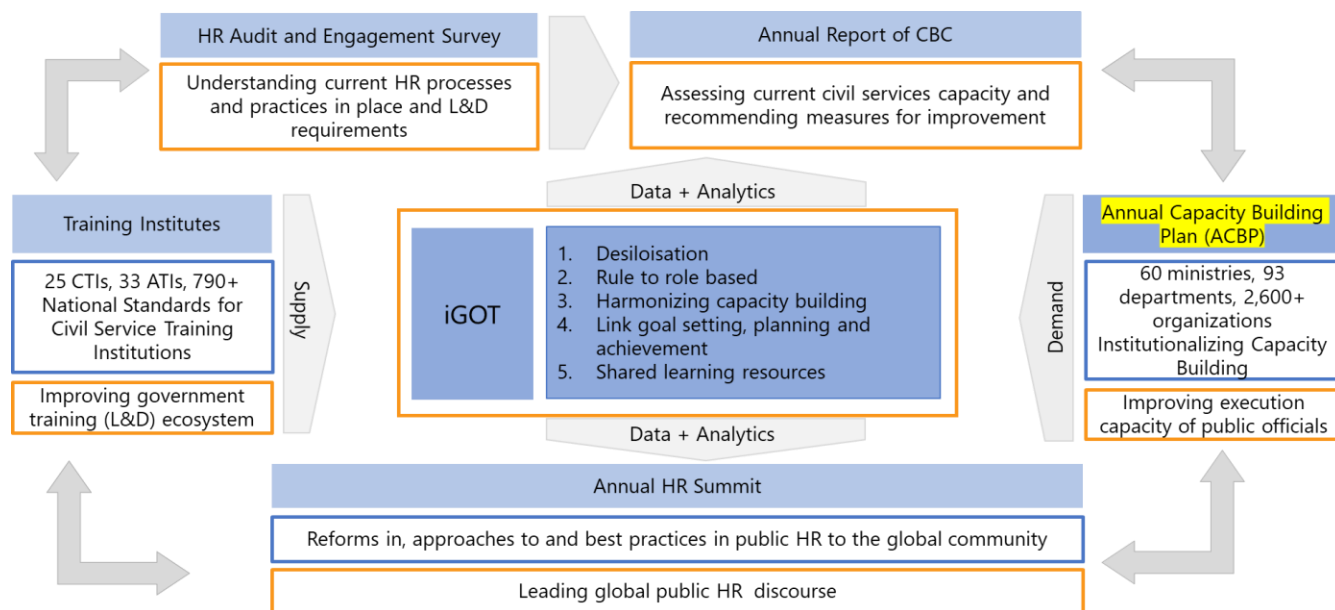 HR Audit and Engagement Survey
Understanding current HR processes
and practices in place and L&D
requirements
Annual Report of CBC
Assessing current civil services capacity and
recommending measures for improvement
Training Institutes
25 CTIs, 33 ATIs, 790+
National Standards for
Civil Service Training
Institutions
Improving government
training (L&D) ecosystem
Supply
Data + Analytics
iGOT
1. Desiloisation
2. Rule to role based
3. Harmonizing capacity building
4. Link goal setting, planning and
achievement
5. Shared learning resources
Data + Analytics
Demand
Annual Capacity Building
Plan (ACBP)
60 ministries, 93
departments, 2,600+
organizations
Institutionalizing Capacity
Building
Improving execution
capacity of public officials
Annual HR Summit
Reforms in, approaches to and best practices in public HR to the global community
Leading global public HR discourse